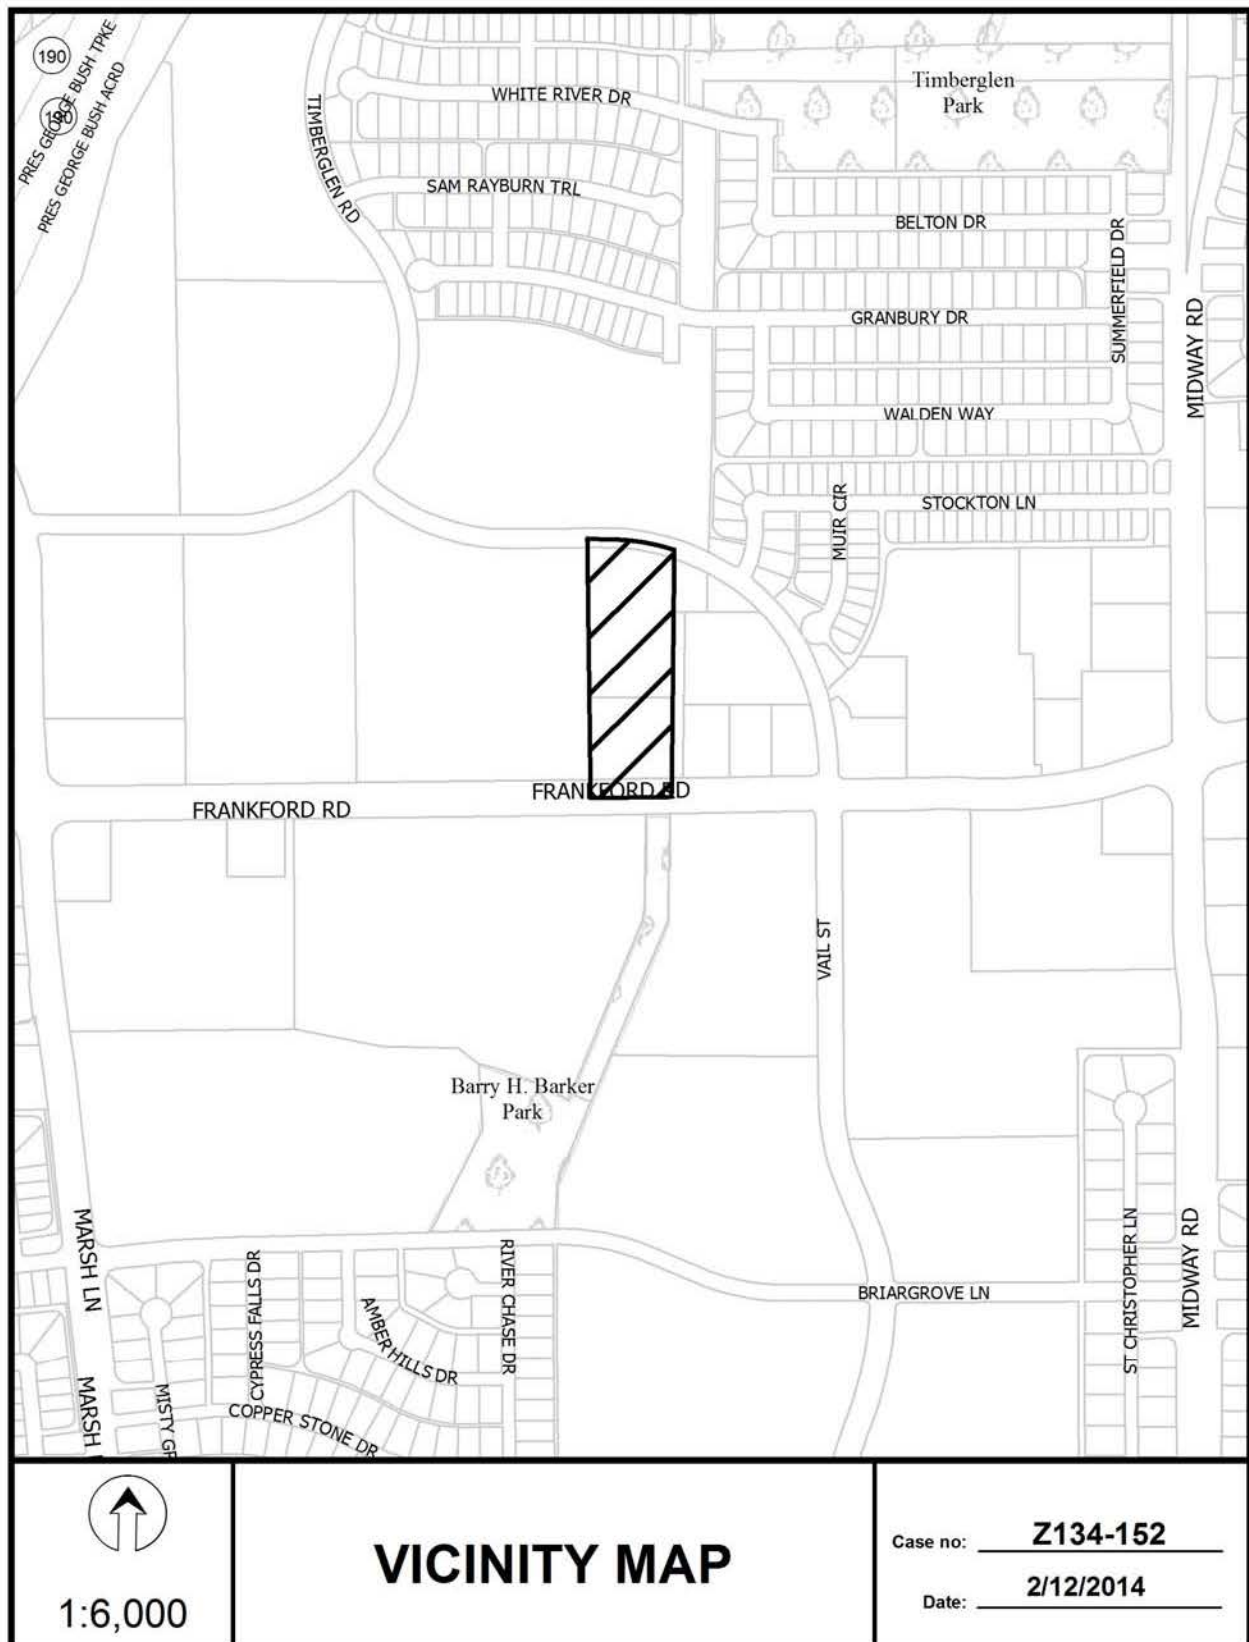 190
PRES GEORGE BUSH TPKE
190
PRES GEORGE BUSH ACRD
TIMBERGLEN RD
WHITE RIVER DR
Timberglen
Park
SAM RAYBURN TRL
BELTON DR
SUMMERFIELD DR
GRANBURY DR
MIDWAY RD
WALDEN WAY
STOCKTON LN
MUIR CIR
FRANKFORD RD
FRANKFORD RD
VAIL ST
Barry H. Barker
Park
MARSH LN
CYPRESS FALLS DR
RIVER CHASE DR
AMBER HILLS DR
BRIARGROVE LN
ST CHRISTOPHER LN
MIDWAY RD
MARSH
MISTY
COPPER STONE DR
1:6,000
VICINITY MAP
Case no: Z134-152
Date: 2/12/2014